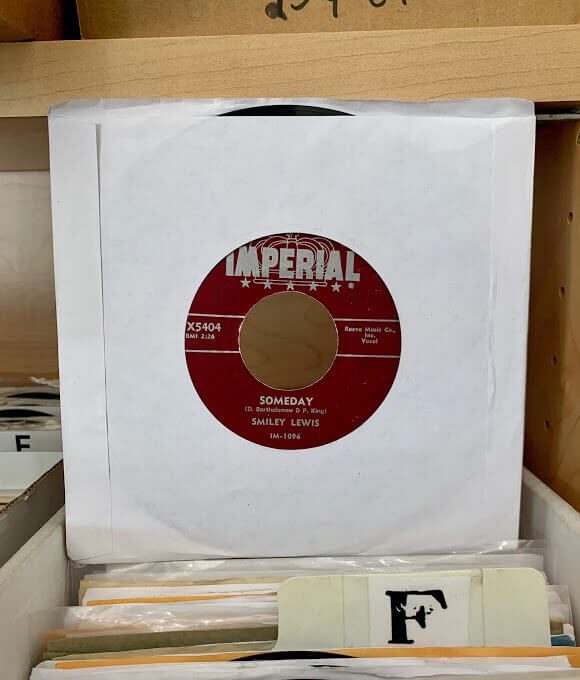 IMPERIAL
®
X5404
BMI 2:26
Reeve Music Co.,
Inc.
Vocal
SOMEDAY
(D. Bartholomew & P. King)
SMILEY LEWIS
IM-1096
F
F